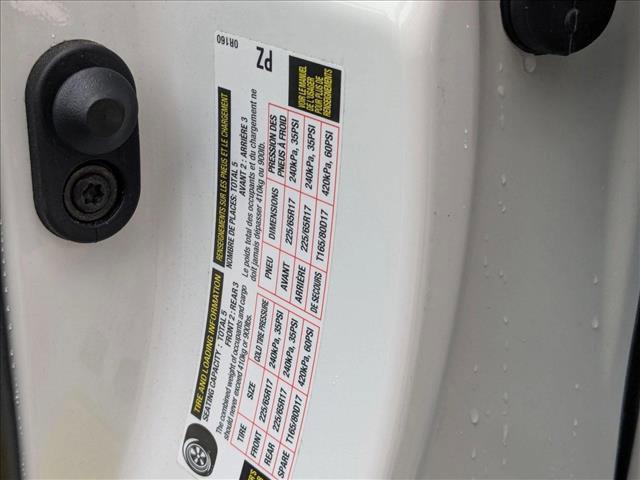 TIRE AND LOADING INFORMATION
SEATING CAPACITY - TOTAL 5
FRONT 2 : REAR 3
The combined weight of occupants and cargo
should never exceed 410kg or 900lbs.
TIRE SIZE COLD TIRE PRESSURE
FRONT 225/65R17 240kPa, 35PSI
REAR 225/65R17 240kPa, 35PSI
SPARE T165/80D17 420kPa, 60PSI
RENSEIGNEMENTS SUR LES PNEUS ET LE CHARGEMENT
NOMBRE DE PLACES: TOTAL 5
AVANT 2 : ARRIÈRE 3
Le poids total des occupants et du chargement ne
doit jamais dépasser 410kg ou 900lb.
PNEU DIMENSIONS PRESSION DES PNEUS À FROID
AVANT 225/65R17 240kPa, 35PSI
ARRIÈRE 225/65R17 240kPa, 35PSI
DE SECOURS T165/80D17 420kPa, 60PSI
VOIR LE MANUEL
DE L'USAGER
POUR PLUS DE
RENSEIGNEMENTS
PZ
0R160